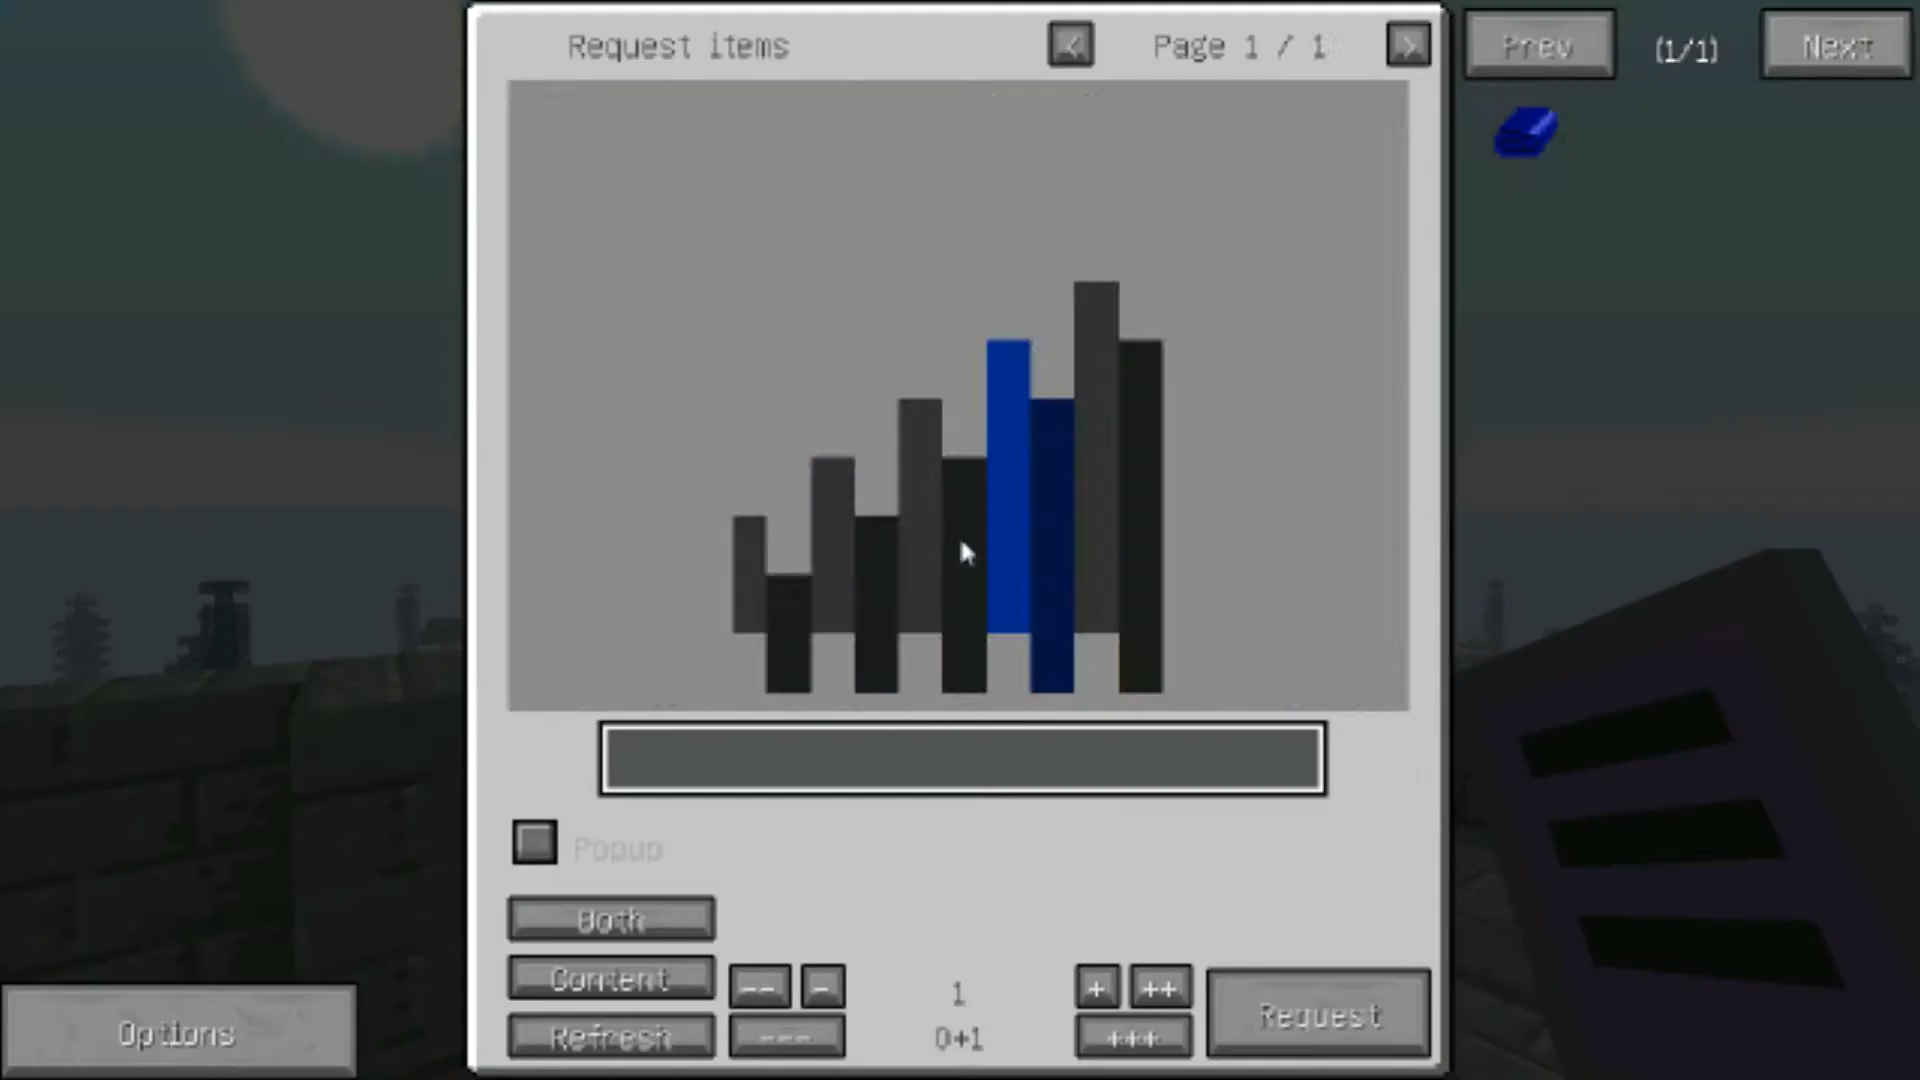 Request items
<
Page 1 / 1
>
Prev
(1/1)
Next
Popup
Both
Content
Refresh
--
-
---
1
0+1
+
++
+++
Request
Options